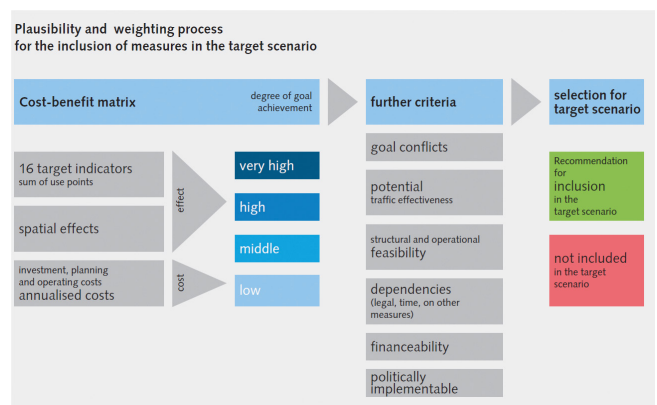 Plausibility and weighting process
for the inclusion of measures in the target scenario
Cost-benefit matrix
degree of goal
achievement
further criteria
selection for
target scenario
16 target indicators
sum of use points
spatial effects
investment, planning
and operating costs
annualised costs
effect
cost
very high
high
middle
low
goal conflicts
potential
traffic effectiveness
structural and operational
feasibility
dependencies
(legal, time, on other
measures)
financeability
politically
implementable
Recommendation
for
inclusion
in the
target scenario
not included
in the target
scenario